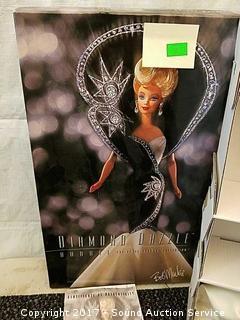 DIAMOND DAZZLE
Bob Mackie
CERTIFICATE OF AUTHENTICITY
Copyright 2017 - Sound Auction Service